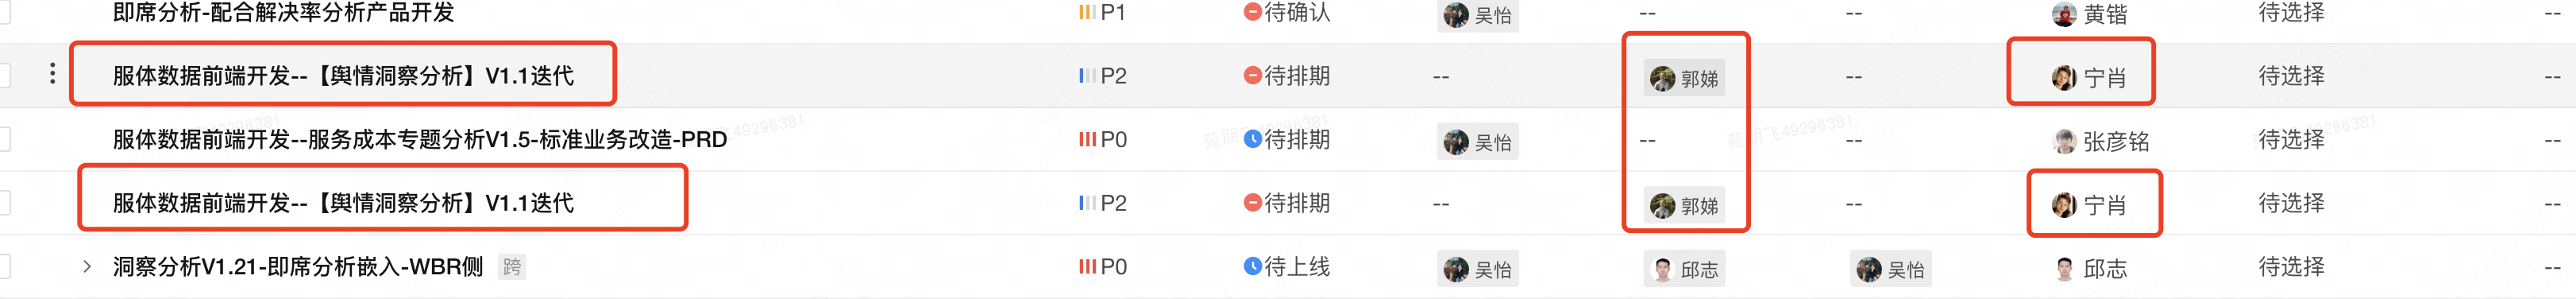 即席分析-配合解决率分析产品开发 P1 待确认 吴怡 -- -- 黄锴 待选择 --
服体数据前端开发--【舆情洞察分析】V1.1迭代 P2 待排期 -- 郭娣 -- 宁肖 待选择 --
服体数据前端开发--服务成本专题分析V1.5-标准业务改造-PRD P0 待排期 吴怡 -- -- 张彦铭 待选择 --
服体数据前端开发--【舆情洞察分析】V1.1迭代 P2 待排期 -- 郭娣 -- 宁肖 待选择 --
洞察分析V1.21-即席分析嵌入-WBR侧 跨 P0 待上线 吴怡 邱志 吴怡 邱志 待选择 --